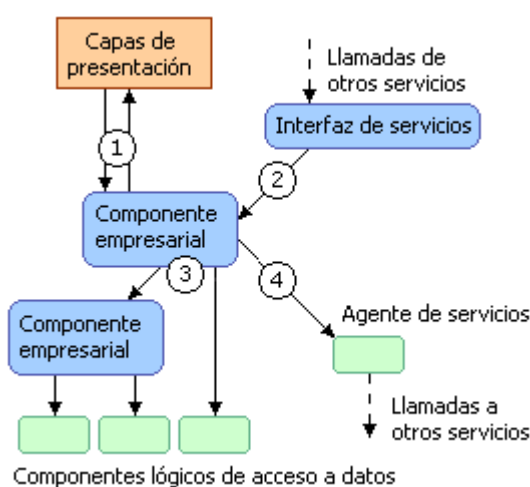 Capas de
presentación
Llamadas de
otros servicios
Interfaz de servicios
1
2
Componente
empresarial
3
4
Componente
empresarial
Agente de servicios
Llamadas a
otros servicios
Componentes lógicos de acceso a datos